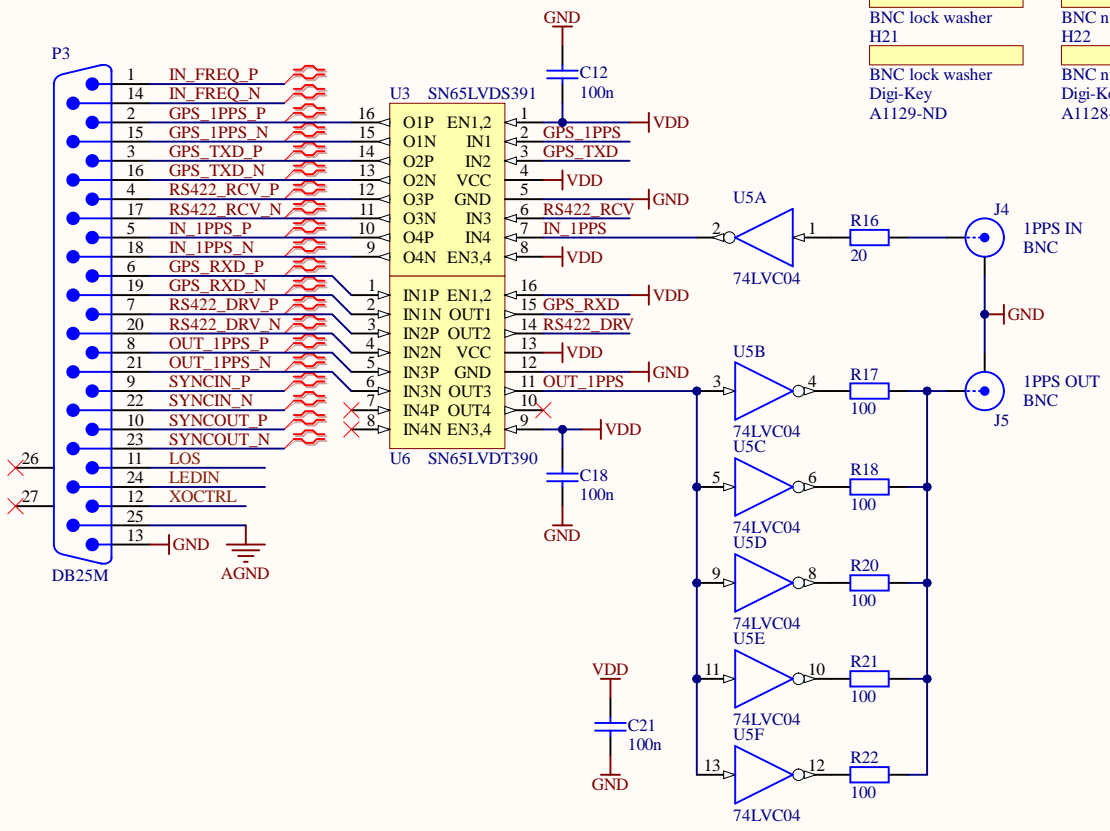 GND
BNC lock washer
BNC n
H21
H22
BNC lock washer
BNC n
Digi-Key
Digi-Ke
A1129-ND
A1128-
P3
C12
100n
U3 SN65LVDS391
1 IN_FREQ_P
14 IN_FREQ_N
2 GPS_1PPS_P 16 O1P EN1,2 1 VDD
15 GPS_1PPS_N 15 O1N IN1 2 GPS_1PPS
3 GPS_TXD_P 14 O2P IN2 3 GPS_TXD
16 GPS_TXD_N 13 O2N VCC 4 VDD
4 RS422_RCV_P 12 O3P GND 5 GND
17 RS422_RCV_N 11 O3N IN3 6 RS422_RCV
5 IN_1PPS_P 10 O4P IN4 7 IN_1PPS
18 IN_1PPS_N 9 O4N EN3,4 8 VDD
6 GPS_RXD_P
19 GPS_RXD_N 1 IN1P EN1,2 16 VDD
7 RS422_DRV_P 2 IN1N OUT1 15 GPS_RXD
20 RS422_DRV_N 3 IN2P OUT2 14 RS422_DRV
8 OUT_1PPS_P 4 IN2N VCC 13 VDD
21 OUT_1PPS_N 5 IN3P GND 12 GND
9 SYNCIN_P 6 IN3N OUT3 11 OUT_1PPS
22 SYNCIN_N 7 IN4P OUT4 10
10 SYNCOUT_P 8 IN4N EN3,4 9 VDD
23 SYNCOUT_N
U6 SN65LVDT390
11 LOS
24 LEDIN
12 XOCTRL
25
13 GND
26
27
DB25M
AGND
C18
100n
GND
U5A
2 1
74LVC04
R16
20
J4
1PPS IN
BNC
GND
U5B
3 4
74LVC04
R17
100
1PPS OUT
BNC
J5
U5C
5 6
74LVC04
R18
100
U5D
9 8
74LVC04
R20
100
U5E
11 10
74LVC04
R21
100
U5F
13 12
74LVC04
R22
100
VDD
C21
100n
GND